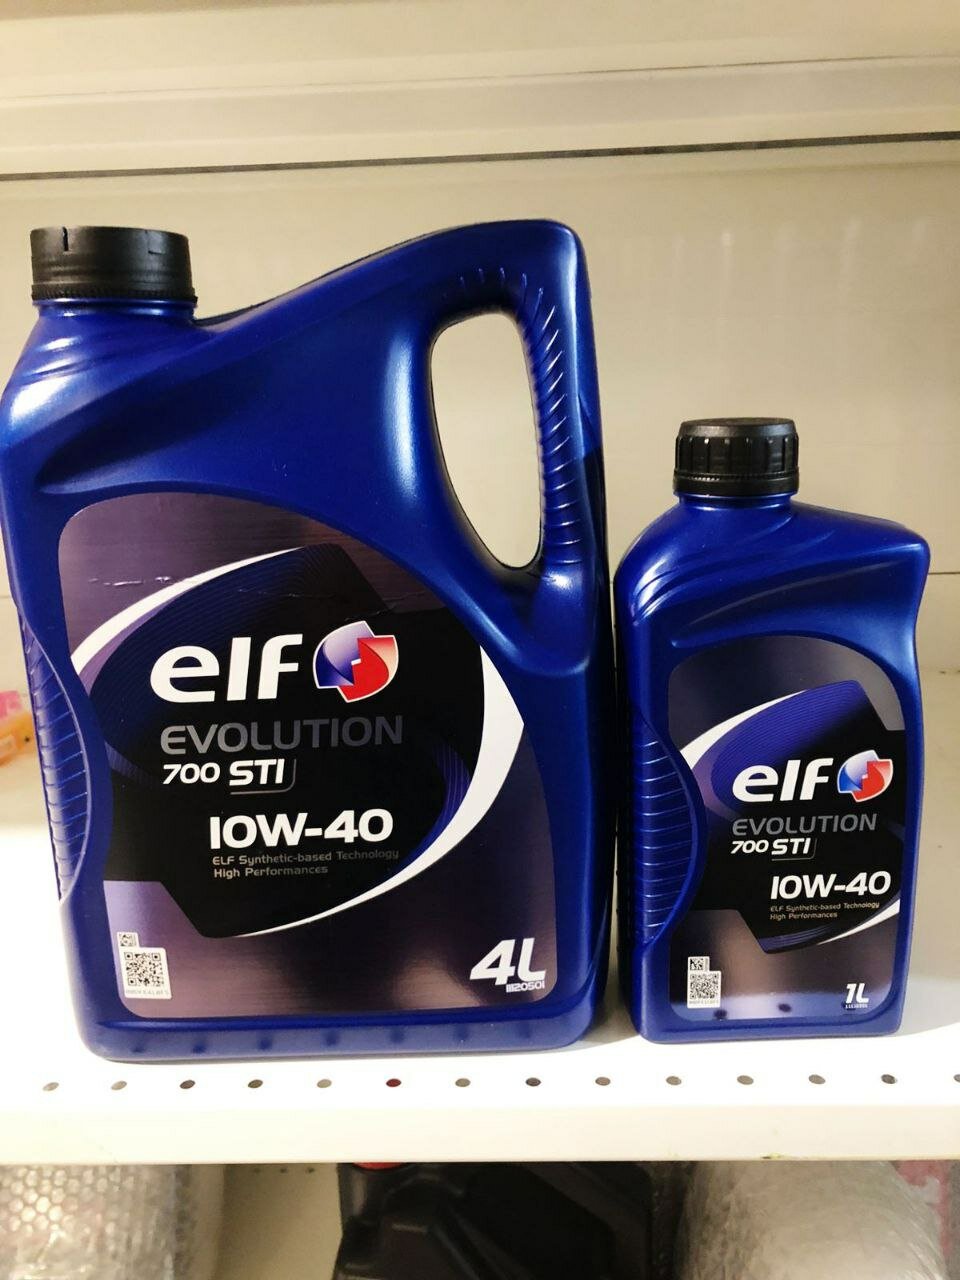 elf
EVOLUTION
700 STI
10W-40
ELF Synthetic-based Technology
High Performances
4L
elf
EVOLUTION
700 STI
10W-40
ELF Synthetic-based Technology
High Performances
1L